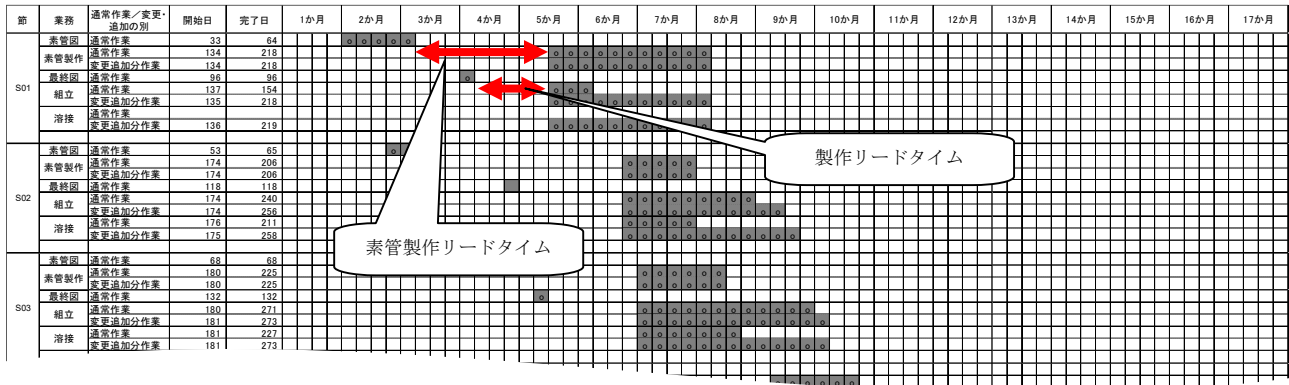 節 業務 通常作業／変更・追加の別 開始日 完了日 1か月 2か月 3か月 4か月 5か月 6か月 7か月 8か月 9か月 10か月 11か月 12か月 13か月 14か月 15か月 16か月 17か月
S01
素管図 通常作業 33 64
素管製作 通常作業 134 218
変更追加分作業 134 218
最終図 通常作業 96 96
組立 通常作業 137 154
変更追加分作業 135 218
溶接 通常作業
変更追加分作業 136 219
製作リードタイム
S02
素管図 通常作業 53 65
素管製作 通常作業 174 206
変更追加分作業 174 206
最終図 通常作業 118 118
組立 通常作業 174 240
変更追加分作業 174 256
溶接 通常作業 176 211
変更追加分作業 175 258
素管製作リードタイム
S03
素管図 通常作業 68 68
素管製作 通常作業 180 225
変更追加分作業 180 225
最終図 通常作業 132 132
組立 通常作業 180 271
変更追加分作業 181 273
溶接 通常作業 181 227
変更追加分作業 181 273